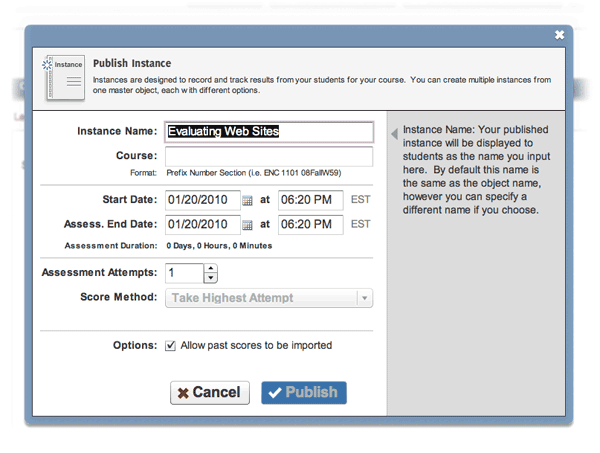 Publish Instance
Instance
Instances are designed to record and track results from your students for your course. You can create multiple instances from
one master object, each with different options.
Instance Name: Evaluating Web Sites
Course:
Format: Prefix Number Section (i.e. ENC 1101 08FallW59)
Start Date: 01/20/2010 at 06:20 PM EST
Assess. End Date: 01/20/2010 at 06:20 PM EST
Assessment Duration: 0 Days, 0 Hours, 0 Minutes
Assessment Attempts: 1
Score Method: Take Highest Attempt
Options: Allow past scores to be imported
Cancel Publish
Instance Name: Your published
instance will be displayed to
students as the name you input
here. By default this name is
the same as the object name,
however you can specify a
different name if you choose.